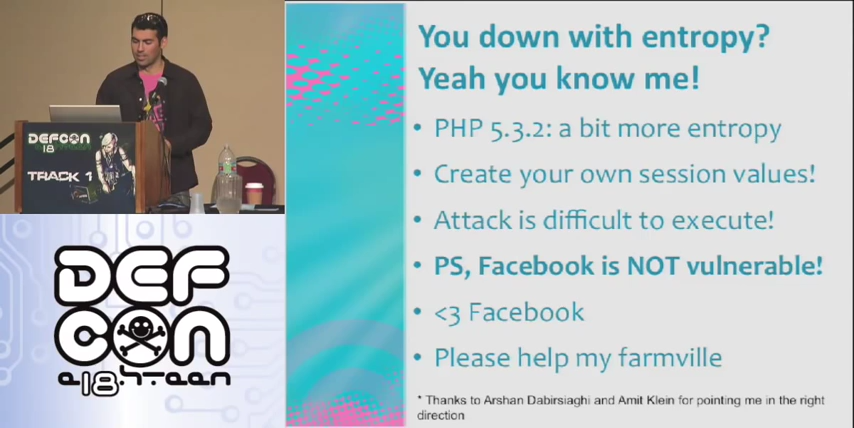 DEFCON
18
TRACK 1
DEF
CON
e18hteen
You down with entropy?
Yeah you know me!
• PHP 5.3.2: a bit more entropy
• Create your own session values!
• Attack is difficult to execute!
• PS, Facebook is NOT vulnerable!
• <3 Facebook
• Please help my farmville
* Thanks to Arshan Dabirsiaghi and Amit Klein for pointing me in the right
direction